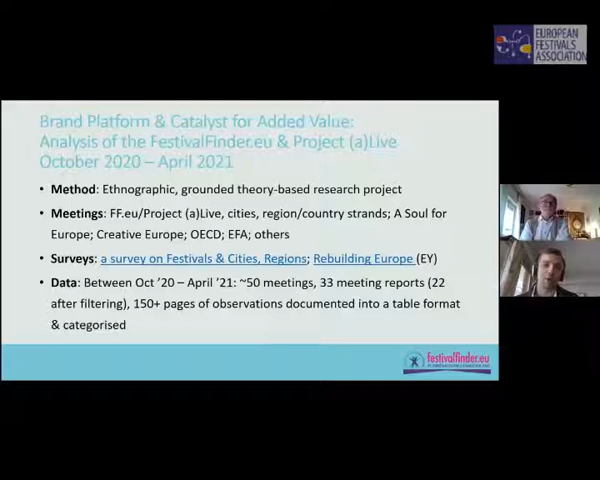 EUROPEAN
FESTIVALS
ASSOCIATION
Brand Platform & Catalyst for Added Value:
Analysis of the FestivalFinder.eu & Project (a)Live
October 2020 – April 2021
• Method: Ethnographic, grounded theory-based research project
• Meetings: FF.eu/Project (a)Live, cities, region/country strands; A Soul for
Europe; Creative Europe; OECD; EFA; others
• Surveys: a survey on Festivals & Cities, Regions; Rebuilding Europe (EY)
• Data: Between Oct ’20 – April ’21: ~50 meetings, 33 meeting reports (22
after filtering), 150+ pages of observations documented into a table format
& categorised
festivalfinder.eu